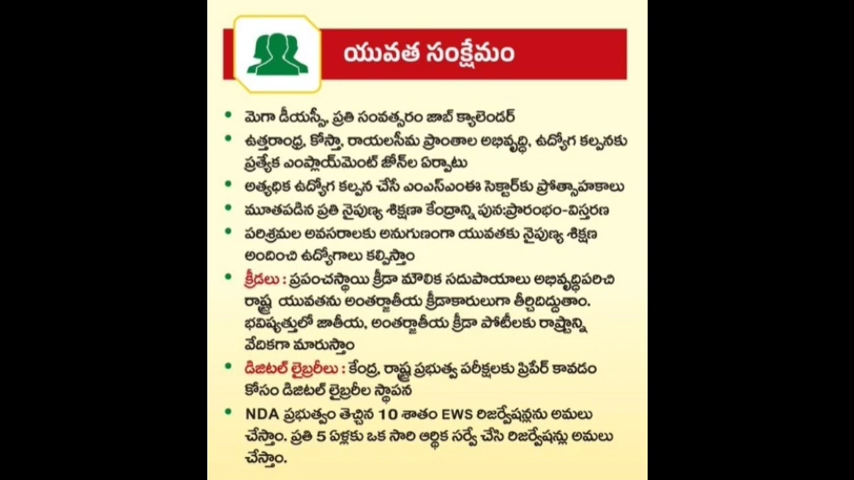 యువత సంక్షేమం
• మెగా డీయస్సీ, ప్రతి సంవత్సరం జాబ్ క్యాలెండర్
• ఉత్తరాంధ్ర, కోస్తా, రాయలసీమ ప్రాంతాల అభివృద్ధి, ఉద్యోగ కల్పనకు
ప్రత్యేక ఎంప్లాయ్‌మెంట్ జోన్‌ల ఏర్పాటు
• అత్యధిక ఉద్యోగ కల్పన చేసే ఎంఎస్ఎంఈ సెక్టార్‌కు ప్రోత్సాహకాలు
• మూతపడిన ప్రతి నైపుణ్య శిక్షణా కేంద్రాన్ని పునఃప్రారంభం-విస్తరణ
• పరిశ్రమల అవసరాలకు అనుగుణంగా యువతకు నైపుణ్య శిక్షణ
అందించి ఉద్యోగాలు కల్పిస్తాం
• క్రీడలు : ప్రపంచస్థాయి క్రీడా మౌలిక సదుపాయాలు అభివృద్ధిపరిచి
రాష్ట్ర యువతను అంతర్జాతీయ క్రీడాకారులుగా తీర్చిదిద్దుతాం.
భవిష్యత్తులో జాతీయ, అంతర్జాతీయ క్రీడా పోటీలకు రాష్ట్రాన్ని
వేదికగా మారుస్తాం
• డిజిటల్ లైబ్రరీలు : కేంద్ర, రాష్ట్ర ప్రభుత్వ పరీక్షలకు ప్రిపేర్ కావడం
కోసం డిజిటల్ లైబ్రరీల స్థాపన
• NDA ప్రభుత్వం తెచ్చిన 10 శాతం EWS రిజర్వేషన్లను అమలు
చేస్తాం. ప్రతి 5 ఏళ్లకు ఒక సారి ఆర్థిక సర్వే చేసి రిజర్వేషన్లు అమలు
చేస్తాం.